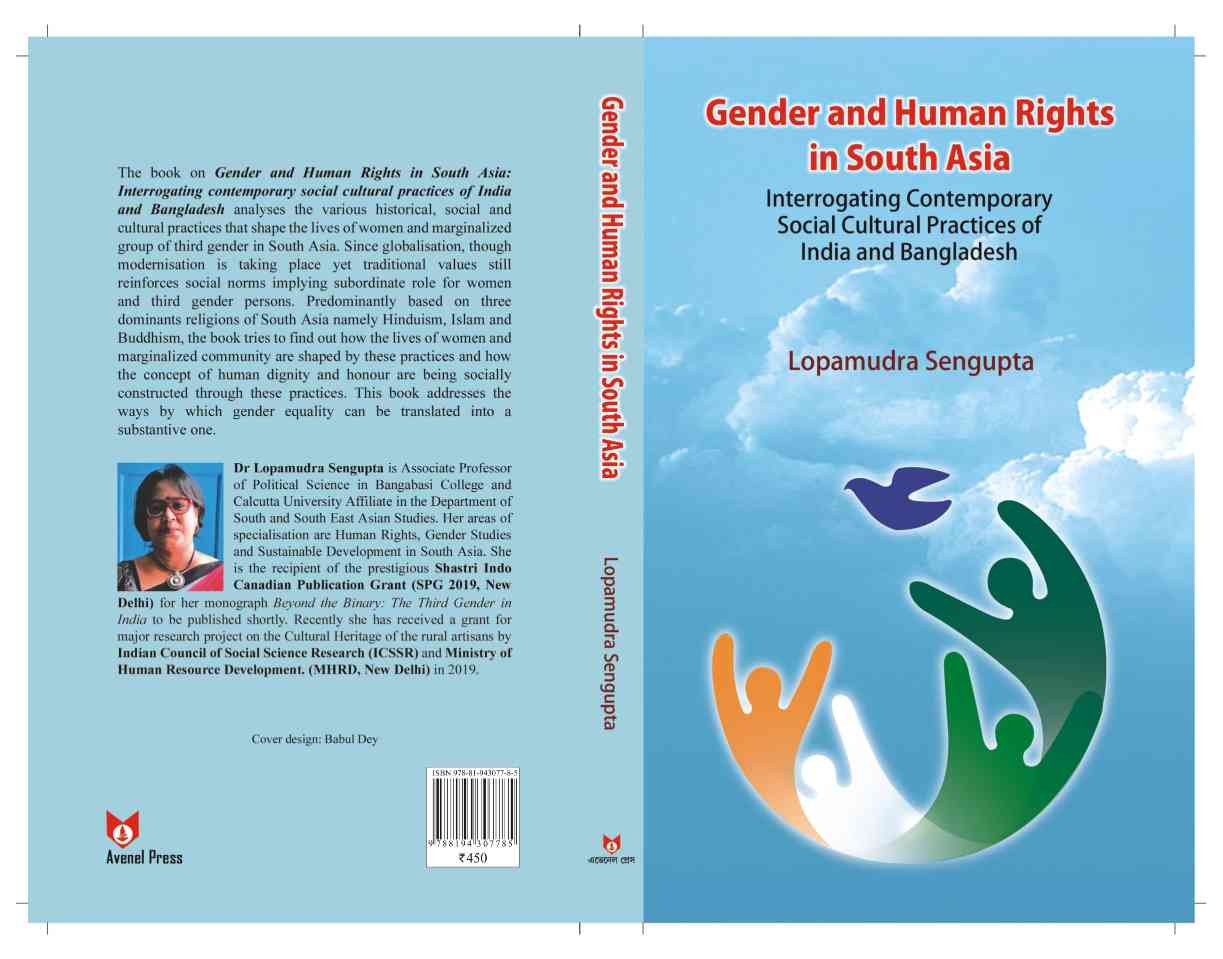 The book on Gender and Human Rights in South Asia:
Interrogating contemporary social cultural practices of India
and Bangladesh analyses the various historical, social and
cultural practices that shape the lives of women and marginalized
group of third gender in South Asia. Since globalisation, though
modernisation is taking place yet traditional values still
reinforces social norms implying subordinate role for women
and third gender persons. Predominantly based on three
dominants religions of South Asia namely Hinduism, Islam and
Buddhism, the book tries to find out how the lives of women and
marginalized community are shaped by these practices and how
the concept of human dignity and honour are being socially
constructed through these practices. This book addresses the
ways by which gender equality can be translated into a
substantive one.
Dr Lopamudra Sengupta is Associate Professor
of Political Science in Bangabasi College and
Calcutta University Affiliate in the Department of
South and South East Asian Studies. Her areas of
specialisation are Human Rights, Gender Studies
and Sustainable Development in South Asia. She
is the recipient of the prestigious Shastri Indo
Canadian Publication Grant (SPG 2019, New
Delhi) for her monograph Beyond the Binary: The Third Gender in
India to be published shortly. Recently she has received a grant for
major research project on the Cultural Heritage of the rural artisans by
Indian Council of Social Science Research (ICSSR) and Ministry of
Human Resource Development. (MHRD, New Delhi) in 2019.
Cover design: Babul Dey
Avenel Press
ISBN 978-81-943077-8-5
9 788194 307785
₹450
Gender and Human Rights in South Asia
Lopamudra Sengupta
এভেনেল প্রেস
Gender and Human Rights
in South Asia
Interrogating Contemporary
Social Cultural Practices of
India and Bangladesh
Lopamudra Sengupta